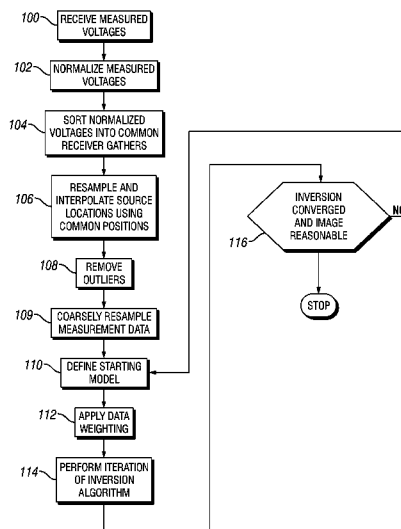 100
RECEIVE MEASURED
VOLTAGES
102
NORMALIZE MEASURED
VOLTAGES
104
SORT NORMALIZED
VOLTAGES INTO COMMON
RECEIVER GATHERS
106
RESAMPLE AND
INTERPOLATE SOURCE
LOCATIONS USING
COMMON POSITIONS
108
REMOVE
OUTLIERS
109
COARSELY RESAMPLE
MEASUREMENT DATA
110
DEFINE STARTING
MODEL
112
APPLY DATA
WEIGHTING
114
PERFORM ITERATION
OF INVERSION
ALGORITHM
INVERSION
CONVERGED
AND IMAGE
REASONABLE
116
NO
STOP